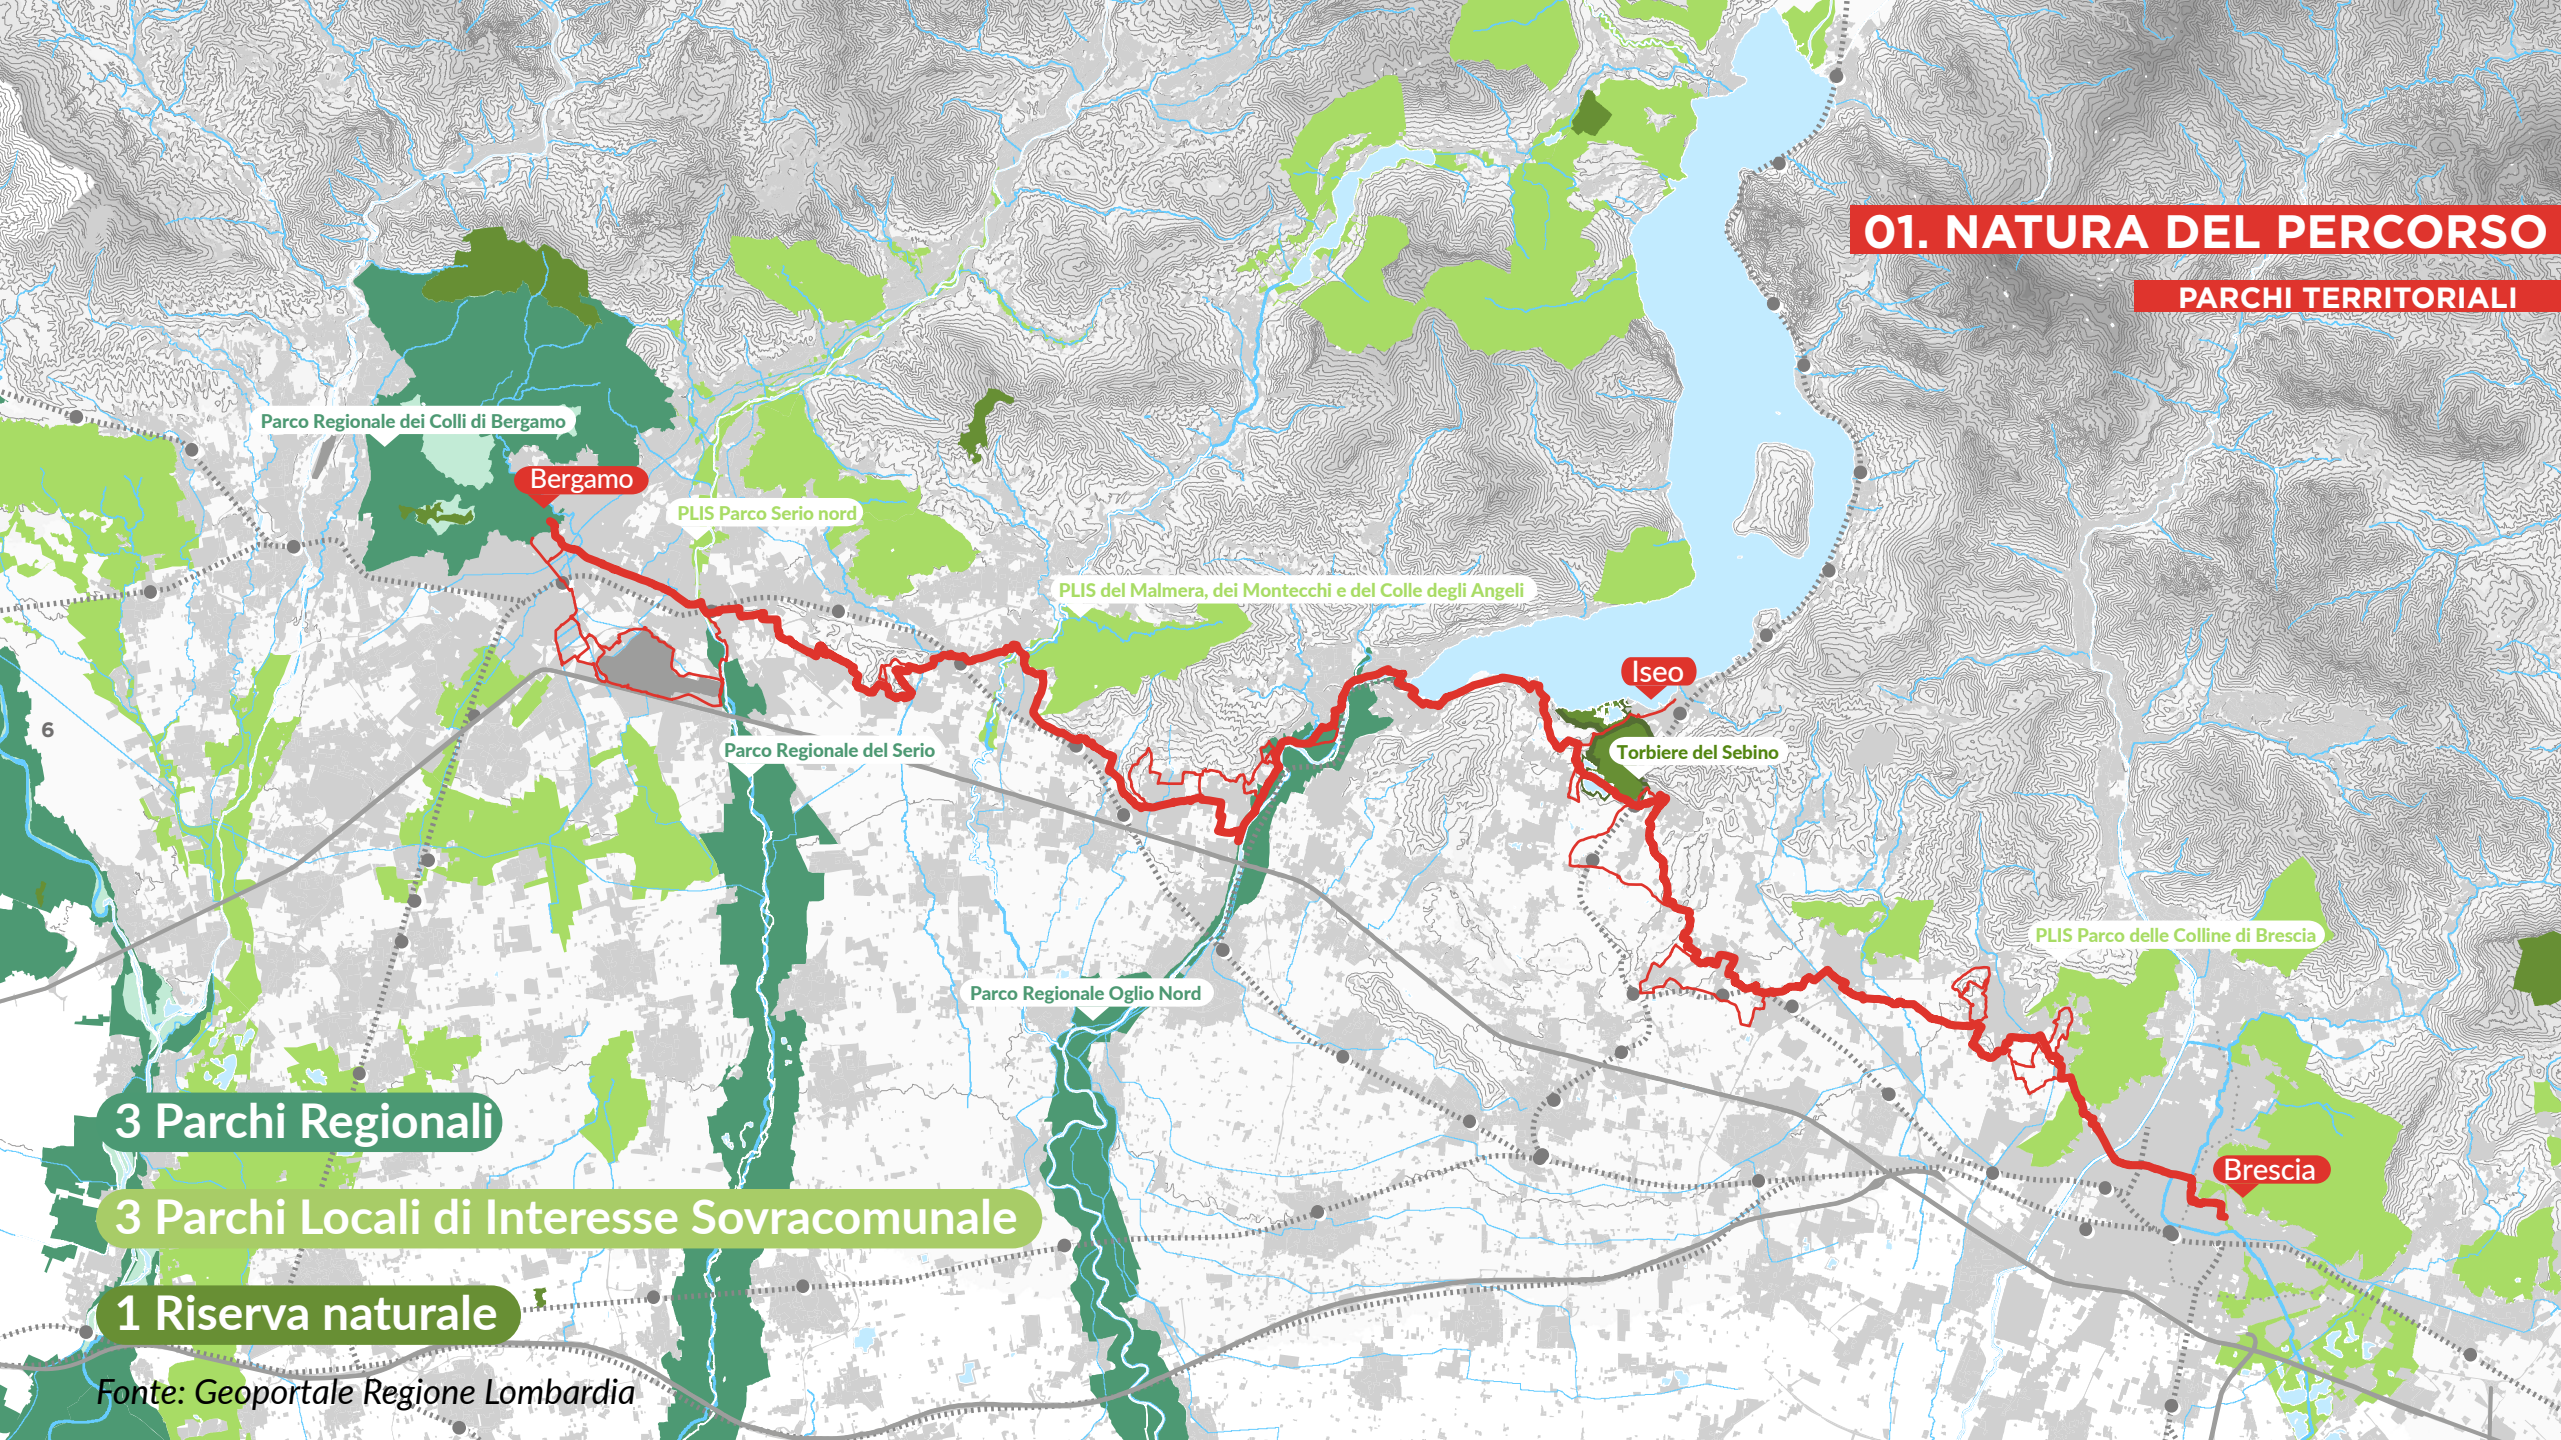 01. NATURA DEL PERCORSO
PARCHI TERRITORIALI
Parco Regionale dei Colli di Bergamo
Bergamo
PLIS Parco Serio nord
PLIS del Malmera, dei Montecchi e del Colle degli Angeli
Iseo
6
Parco Regionale del Serio
Torbiere del Sebino
PLIS Parco delle Colline di Brescia
Parco Regionale Oglio Nord
3 Parchi Regionali
Brescia
3 Parchi Locali di Interesse Sovracomunale
1 Riserva naturale
Fonte: Geoportale Regione Lombardia